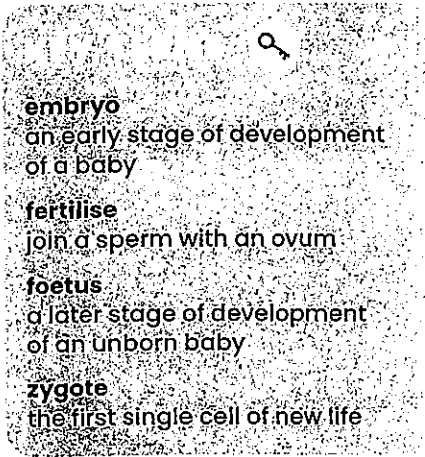 embryo
an early stage of development
of a baby
fertilise
join a sperm with an ovum
foetus
a later stage of development
of an unborn baby
zygote
the first single cell of new life